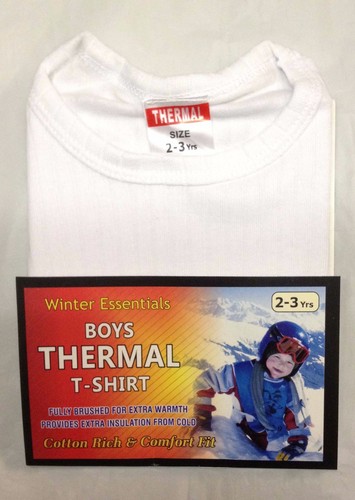 THERMAL
SIZE
2-3 Yrs
Winter Essentials
2-3 Yrs
BOYS
THERMAL
T-SHIRT
FULLY BRUSHED FOR EXTRA WARMTH
PROVIDES EXTRA INSULATION FROM COLD
Cotton Rich & Comfort Fit